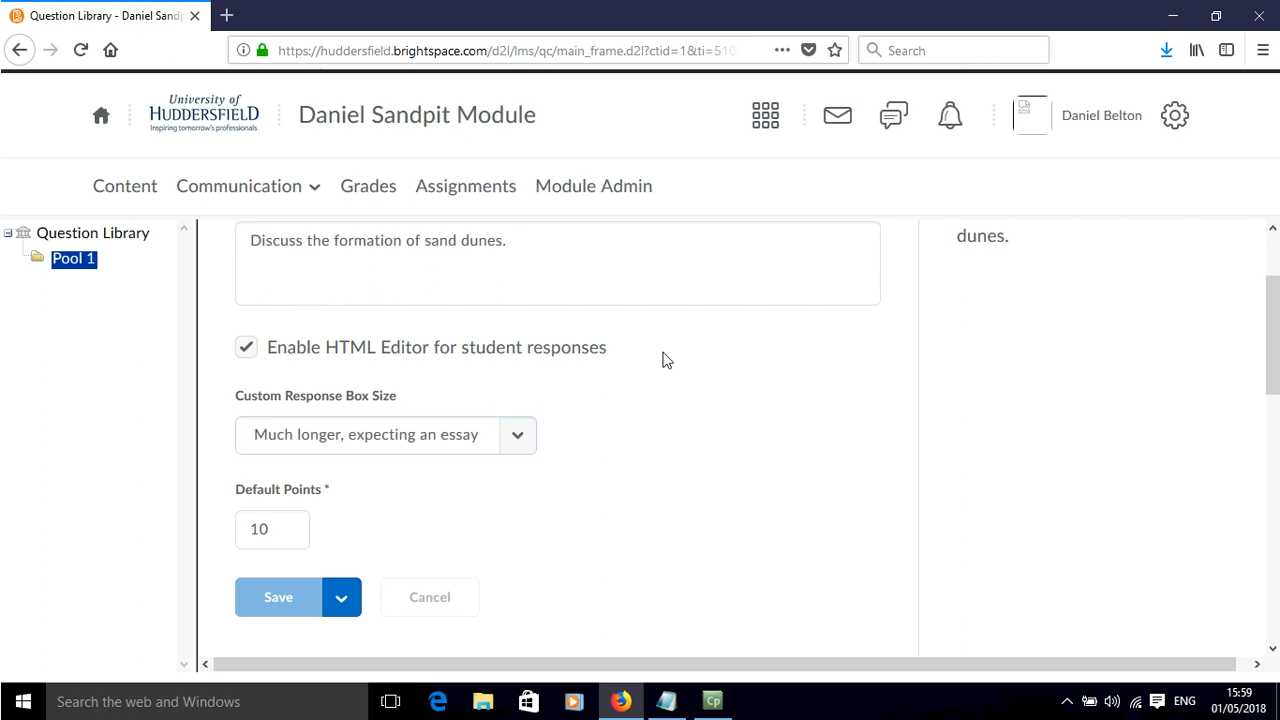 Question Library - Daniel Sandp
https://huddersfield.brightspace.com/d2l/lms/qc/main_frame.d2l?ctid=1&ti=510
Search
University of
HUDDERSFIELD
Inspiring tomorrow's professionals
Daniel Sandpit Module
Daniel Belton
Content
Communication
Grades
Assignments
Module Admin
Question Library
Pool 1
Discuss the formation of sand dunes.
dunes.
Enable HTML Editor for student responses
Custom Response Box Size
Much longer, expecting an essay
Default Points *
10
Save
Cancel
Search the web and Windows
Cp
ENG
15:59
01/05/2018